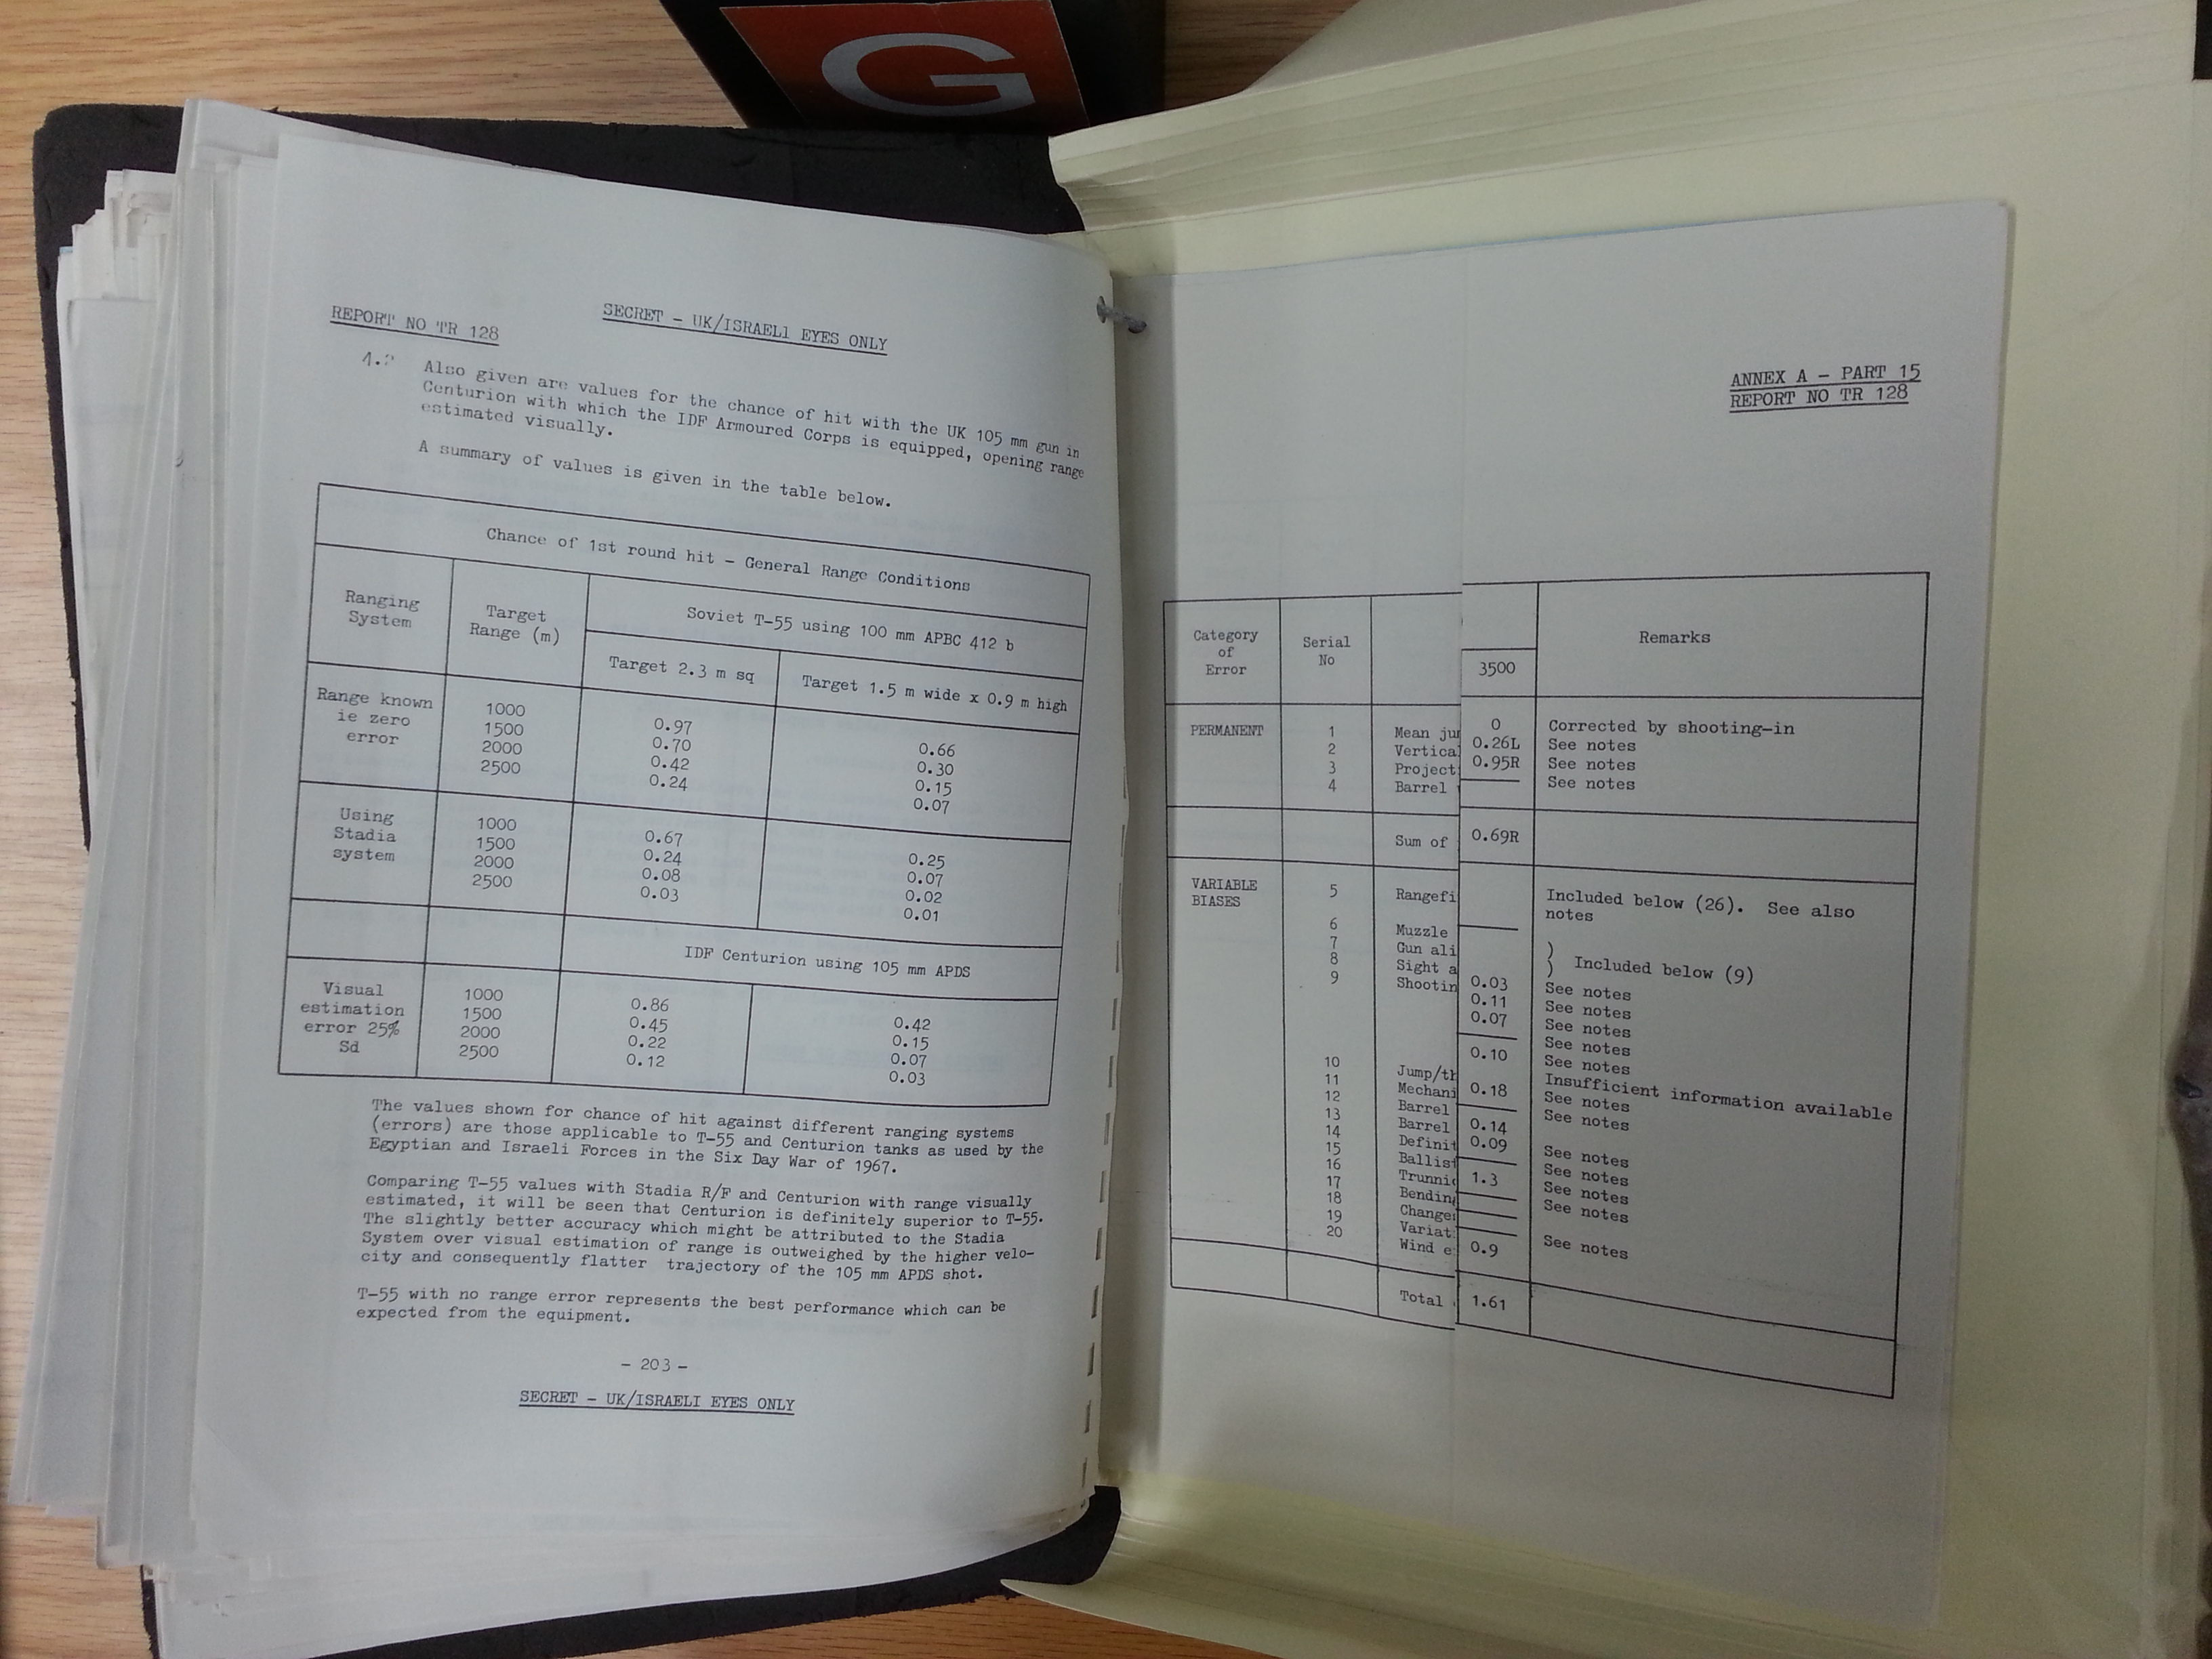 G
REPORT NO TR 128
SECRET - UK/ISRAELI EYES ONLY
Also given are values for the chance of hit with the UK 105 mm gun in
Centurion with which the IDF Armoured Corps is equipped, opening range
estimated visually.
A summary of values is given in the table below.
Chance of 1st round hit - General Range Conditions
Ranging System | Target Range (m) | Soviet T-55 using 100 mm APBC 412 b
Target 2.3 m sq | Target 1.5 m wide x 0.9 m high
Range known ie zero error
1000 0.97 0.66
1500 0.70 0.30
2000 0.42 0.15
2500 0.24 0.07
Using Stadia system
1000 0.67 0.25
1500 0.24 0.07
2000 0.08 0.02
2500 0.03 0.01
IDF Centurion using 105 mm APDS
Visual estimation error 25% Sd
1000 0.86 0.42
1500 0.45 0.15
2000 0.22 0.07
2500 0.12 0.03
The values shown for chance of hit against different ranging systems
(errors) are those applicable to T-55 and Centurion tanks as used by the
Egyptian and Israeli Forces in the Six Day War of 1967.
Comparing T-55 values with Stadia R/F and Centurion with range visually
estimated, it will be seen that Centurion is definitely superior to T-55.
The slightly better accuracy which might be attributed to the Stadia
System over visual estimation of range is outweighed by the higher velo-
city and consequently flatter trajectory of the 105 mm APDS shot.
T-55 with no range error represents the best performance which can be
expected from the equipment.
- 203 -
SECRET - UK/ISRAELI EYES ONLY
ANNEX A - PART 15
REPORT NO TR 128
Category of Error
Serial No
3500
Remarks
PERMANENT
1 Mean 0 Corrected by shooting-in
2 0.26L See notes
3 0.95R See notes
4 Barrel See notes
Sum of 0.69R
VARIABLE BIASES
5 Included below (26). See also
notes
6 Muzzle
7 Gun
8 Sight
) Included below (9)
9
0.03 See notes
0.11 See notes
0.07 See notes
See notes
10 0.10 See notes
11 Insufficient information available
12 Barrel 0.18 See notes
13 Barrel See notes
14 0.14
15 0.09 See notes
16 See notes
17 1.3 See notes
18 See notes
19
20 Wind 0.9 See notes
Total 1.61